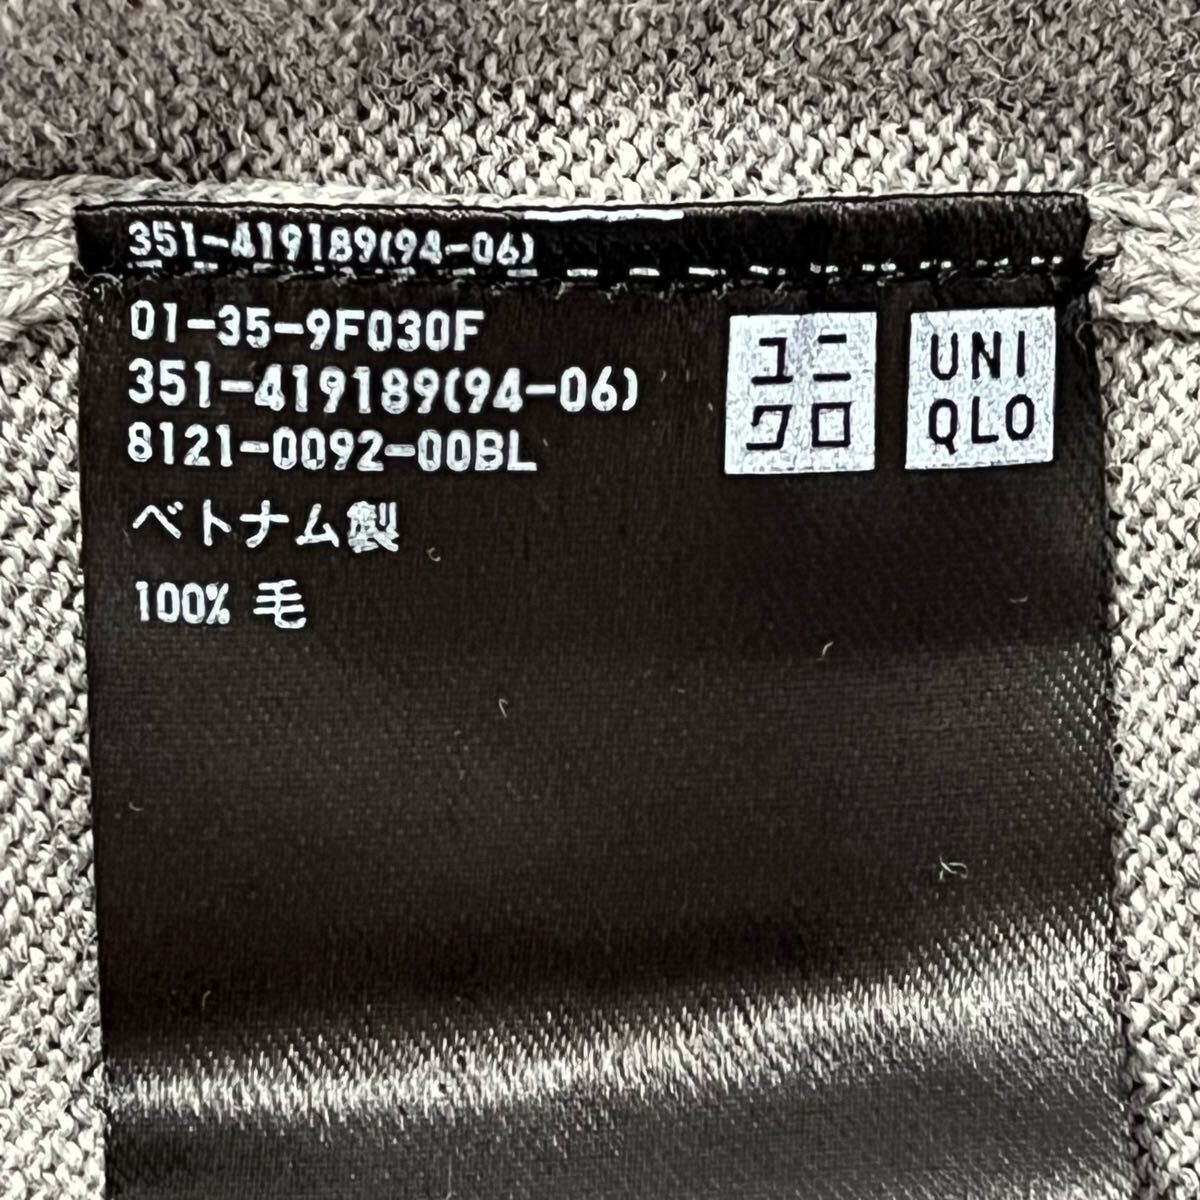 351-419189(94-06)
01-35-9F030F
351-419189(94-06)
8121-0092-00BL
ベトナム製
100% 毛
ユニ
クロ
UNI
QLO